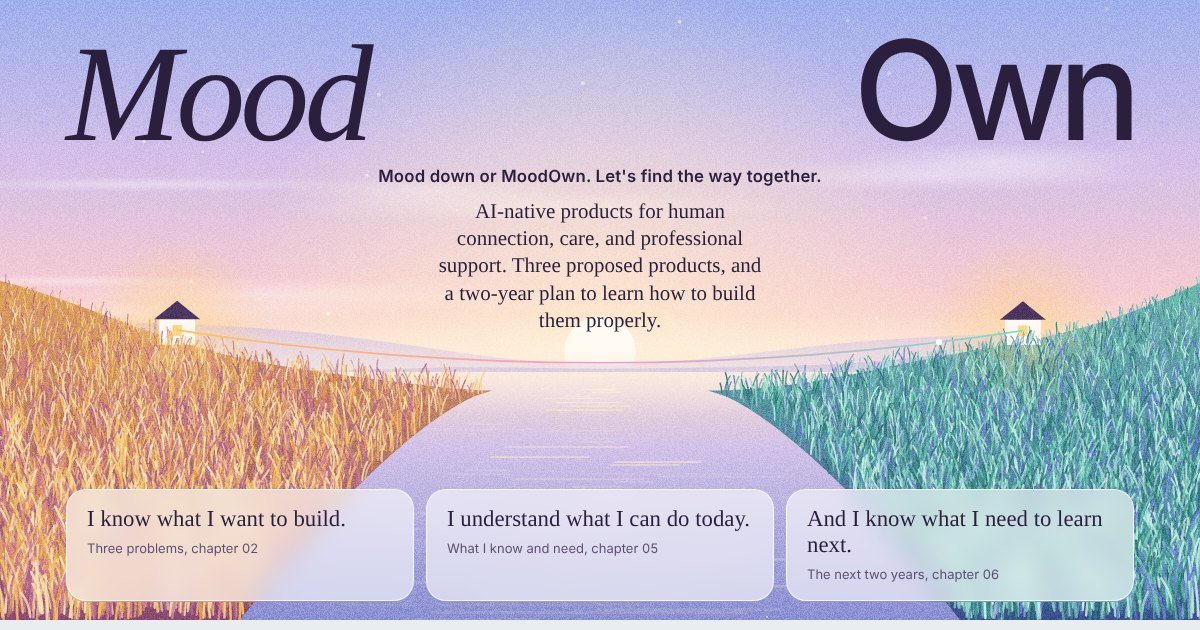 Mood Own
Mood down or MoodOwn. Let's find the way together.
AI-native products for human
connection, care, and professional
support. Three proposed products, and
a two-year plan to learn how to build
them properly.
I know what I want to build.
Three problems, chapter 02
I understand what I can do today.
What I know and need, chapter 05
And I know what I need to learn
next.
The next two years, chapter 06